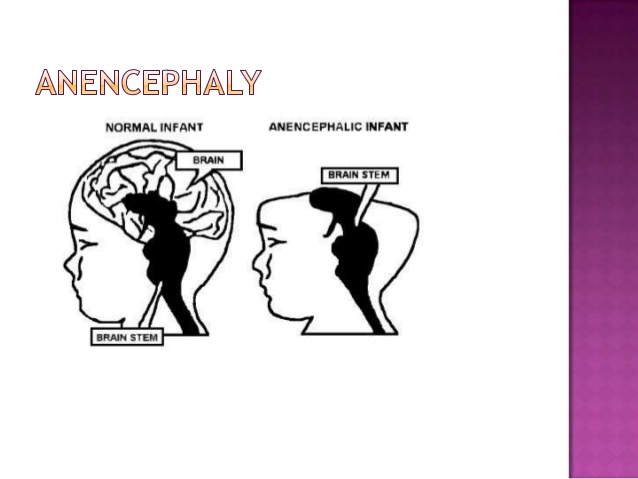 ANENCEPHALY
NORMAL INFANT
ANENCEPHALIC INFANT
BRAIN
BRAIN STEM
BRAIN STEM